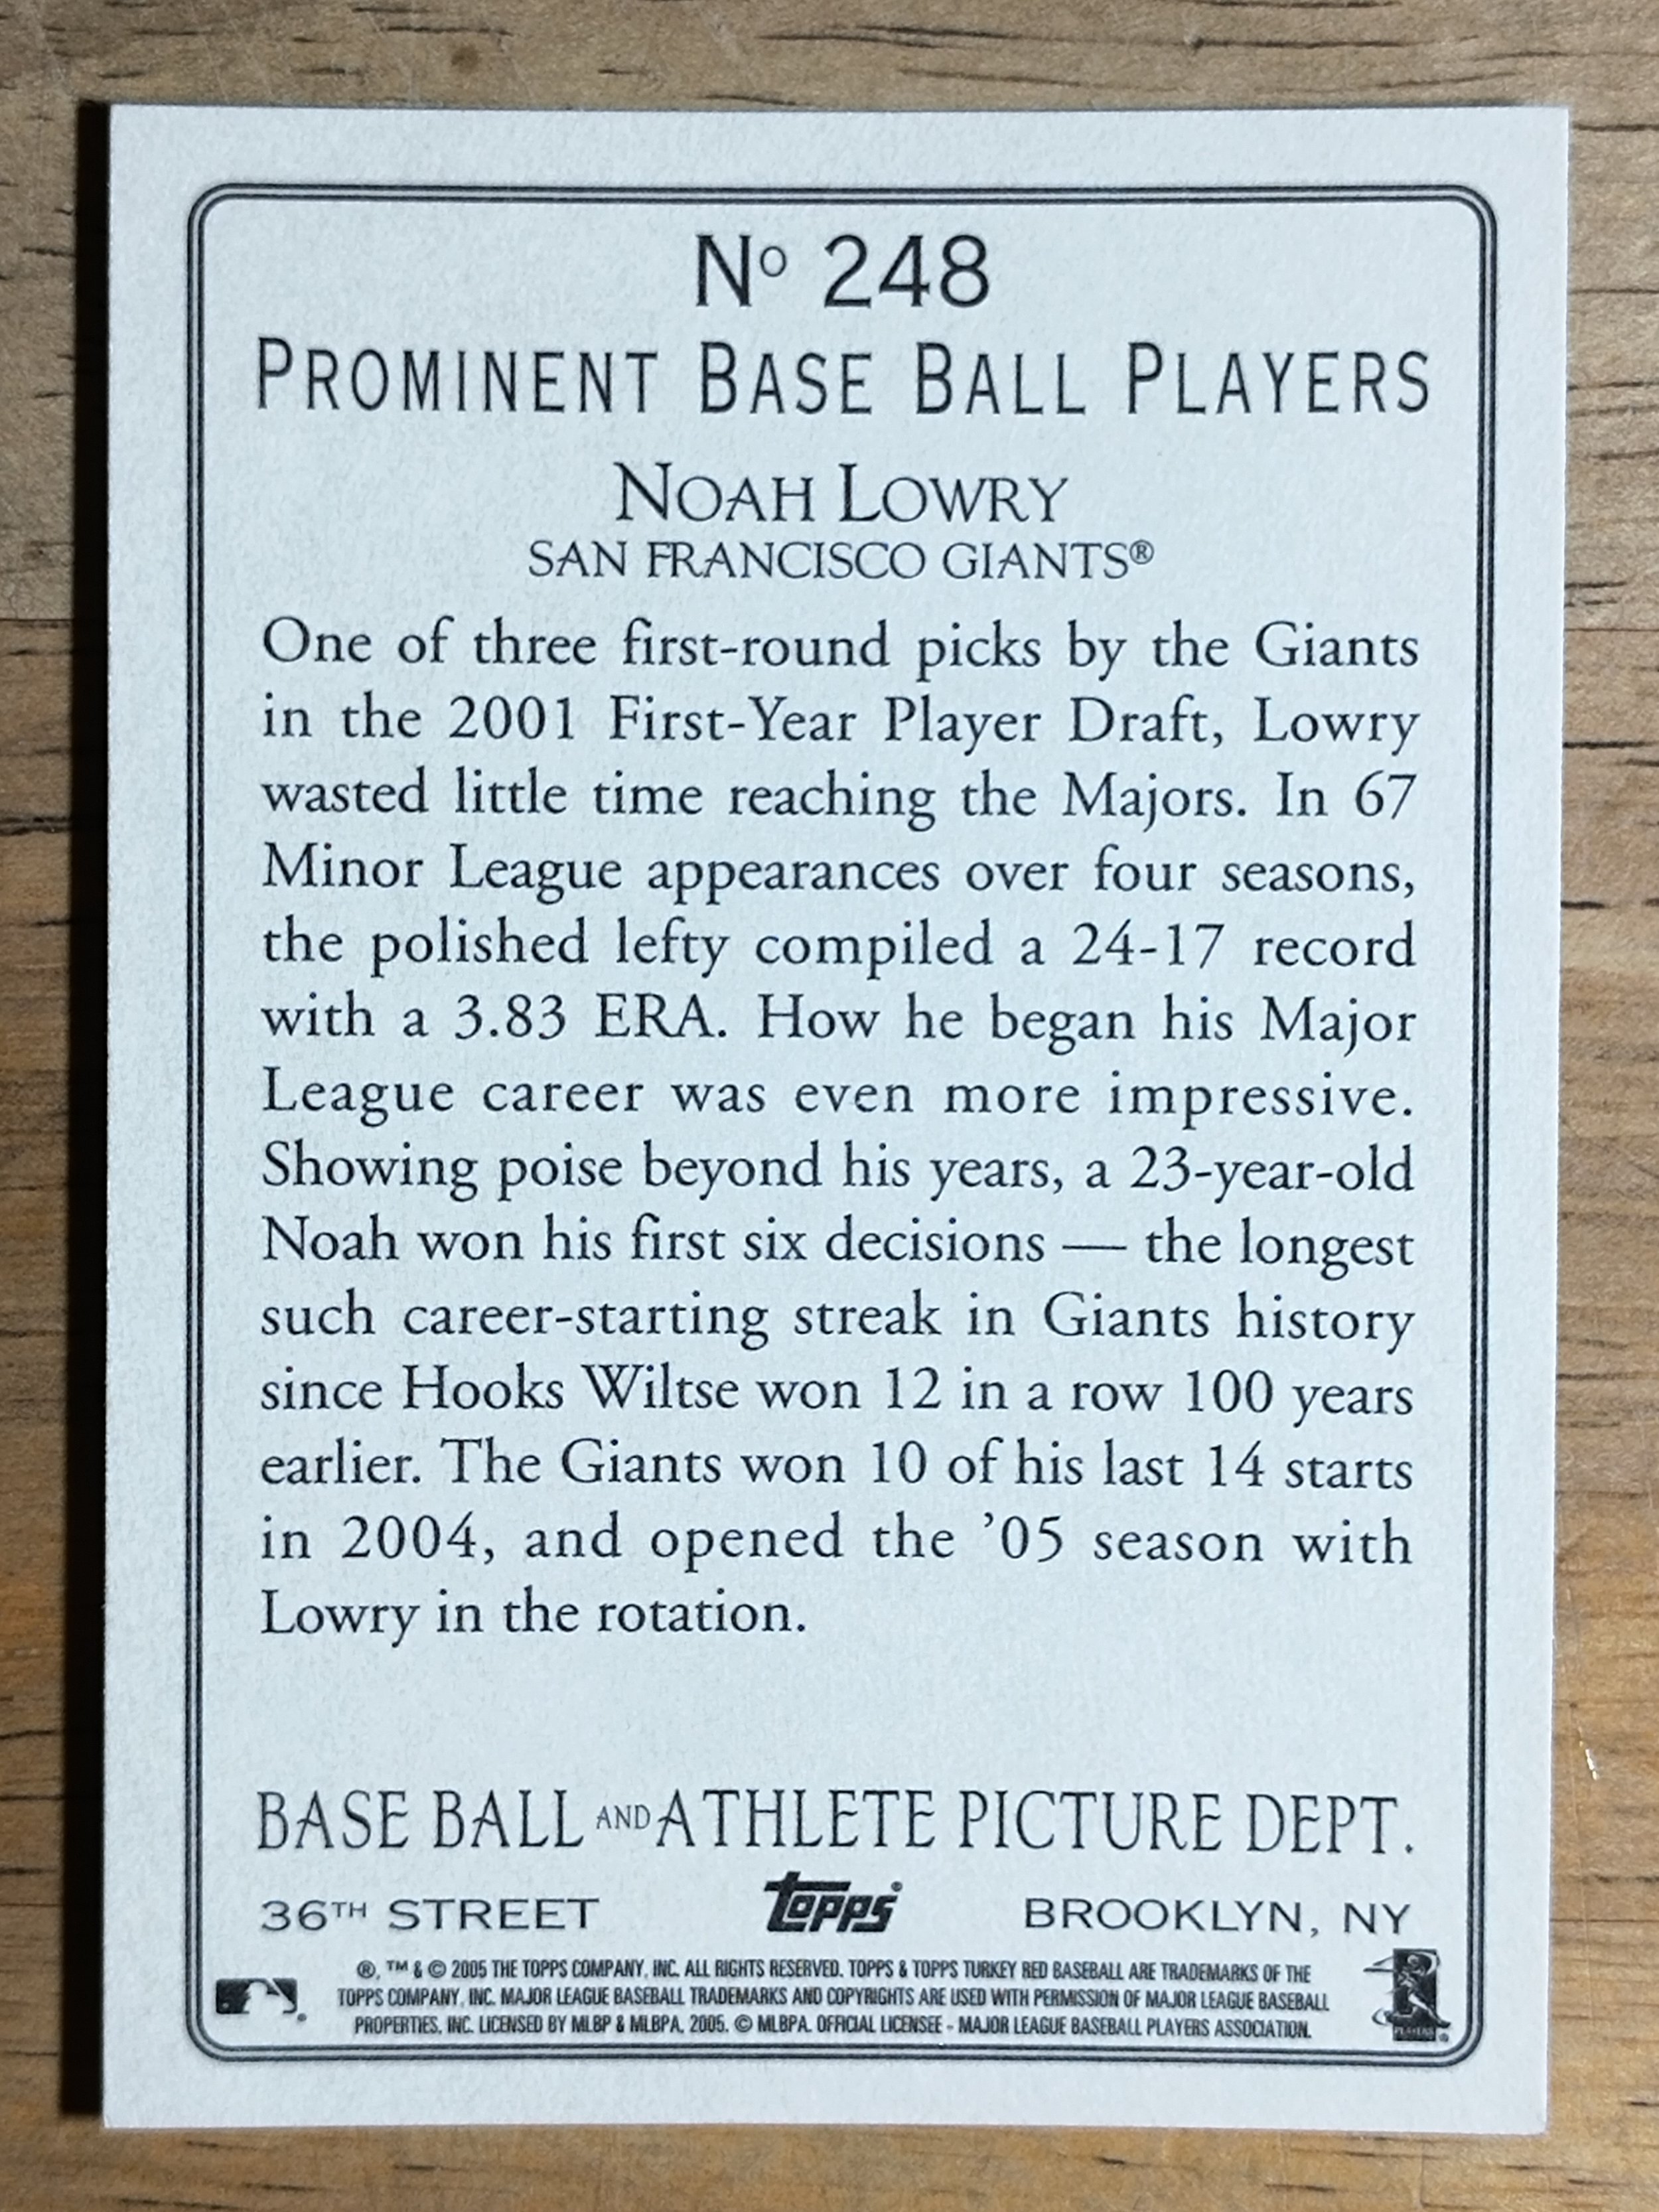 Nº 248
PROMINENT BASE BALL PLAYERS
NOAH LOWRY
SAN FRANCISCO GIANTS®
One of three first-round picks by the Giants
in the 2001 First-Year Player Draft, Lowry
wasted little time reaching the Majors. In 67
Minor League appearances over four seasons,
the polished lefty compiled a 24-17 record
with a 3.83 ERA. How he began his Major
League career was even more impressive.
Showing poise beyond his years, a 23-year-old
Noah won his first six decisions — the longest
such career-starting streak in Giants history
since Hooks Wiltse won 12 in a row 100 years
earlier. The Giants won 10 of his last 14 starts
in 2004, and opened the ’05 season with
Lowry in the rotation.
BASE BALL AND ATHLETE PICTURE DEPT.
36TH STREET topps® BROOKLYN, NY
®, ™ & © 2005 THE TOPPS COMPANY, INC. ALL RIGHTS RESERVED. TOPPS & TOPPS TURKEY RED BASEBALL ARE TRADEMARKS OF THE
TOPPS COMPANY, INC. MAJOR LEAGUE BASEBALL TRADEMARKS AND COPYRIGHTS ARE USED WITH PERMISSION OF MAJOR LEAGUE BASEBALL
PROPERTIES, INC. LICENSED BY MLBP & MLBPA, 2005. © MLBPA. OFFICIAL LICENSEE - MAJOR LEAGUE BASEBALL PLAYERS ASSOCIATION.
PLAYERS